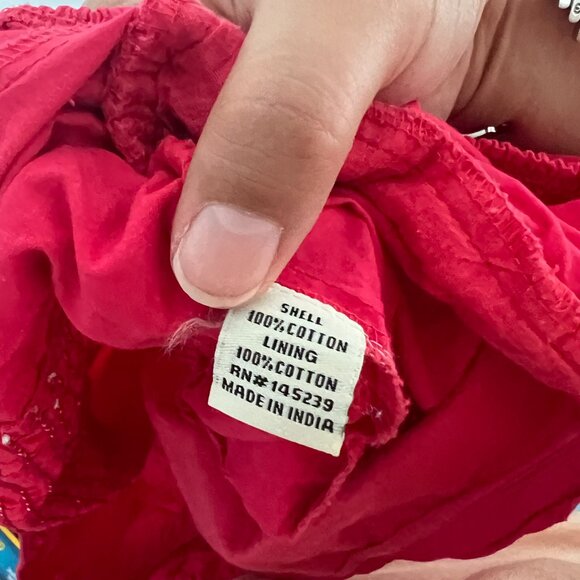 SHELL
100% COTTON
LINING
100% COTTON
RN# 145239
MADE IN INDIA